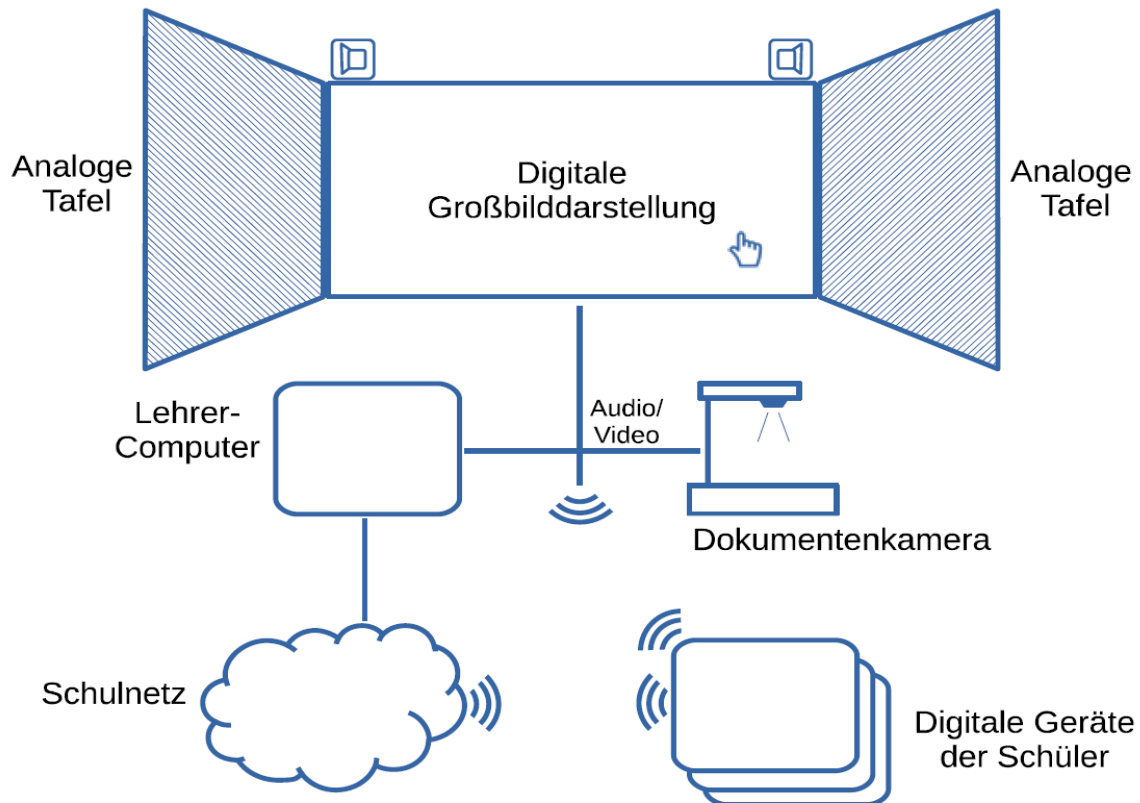 Analoge
Tafel
Digitale
Großbilddarstellung
Analoge
Tafel
Lehrer-
Computer
Audio/
Video
Dokumentenkamera
Schulnetz
Digitale Geräte
der Schüler